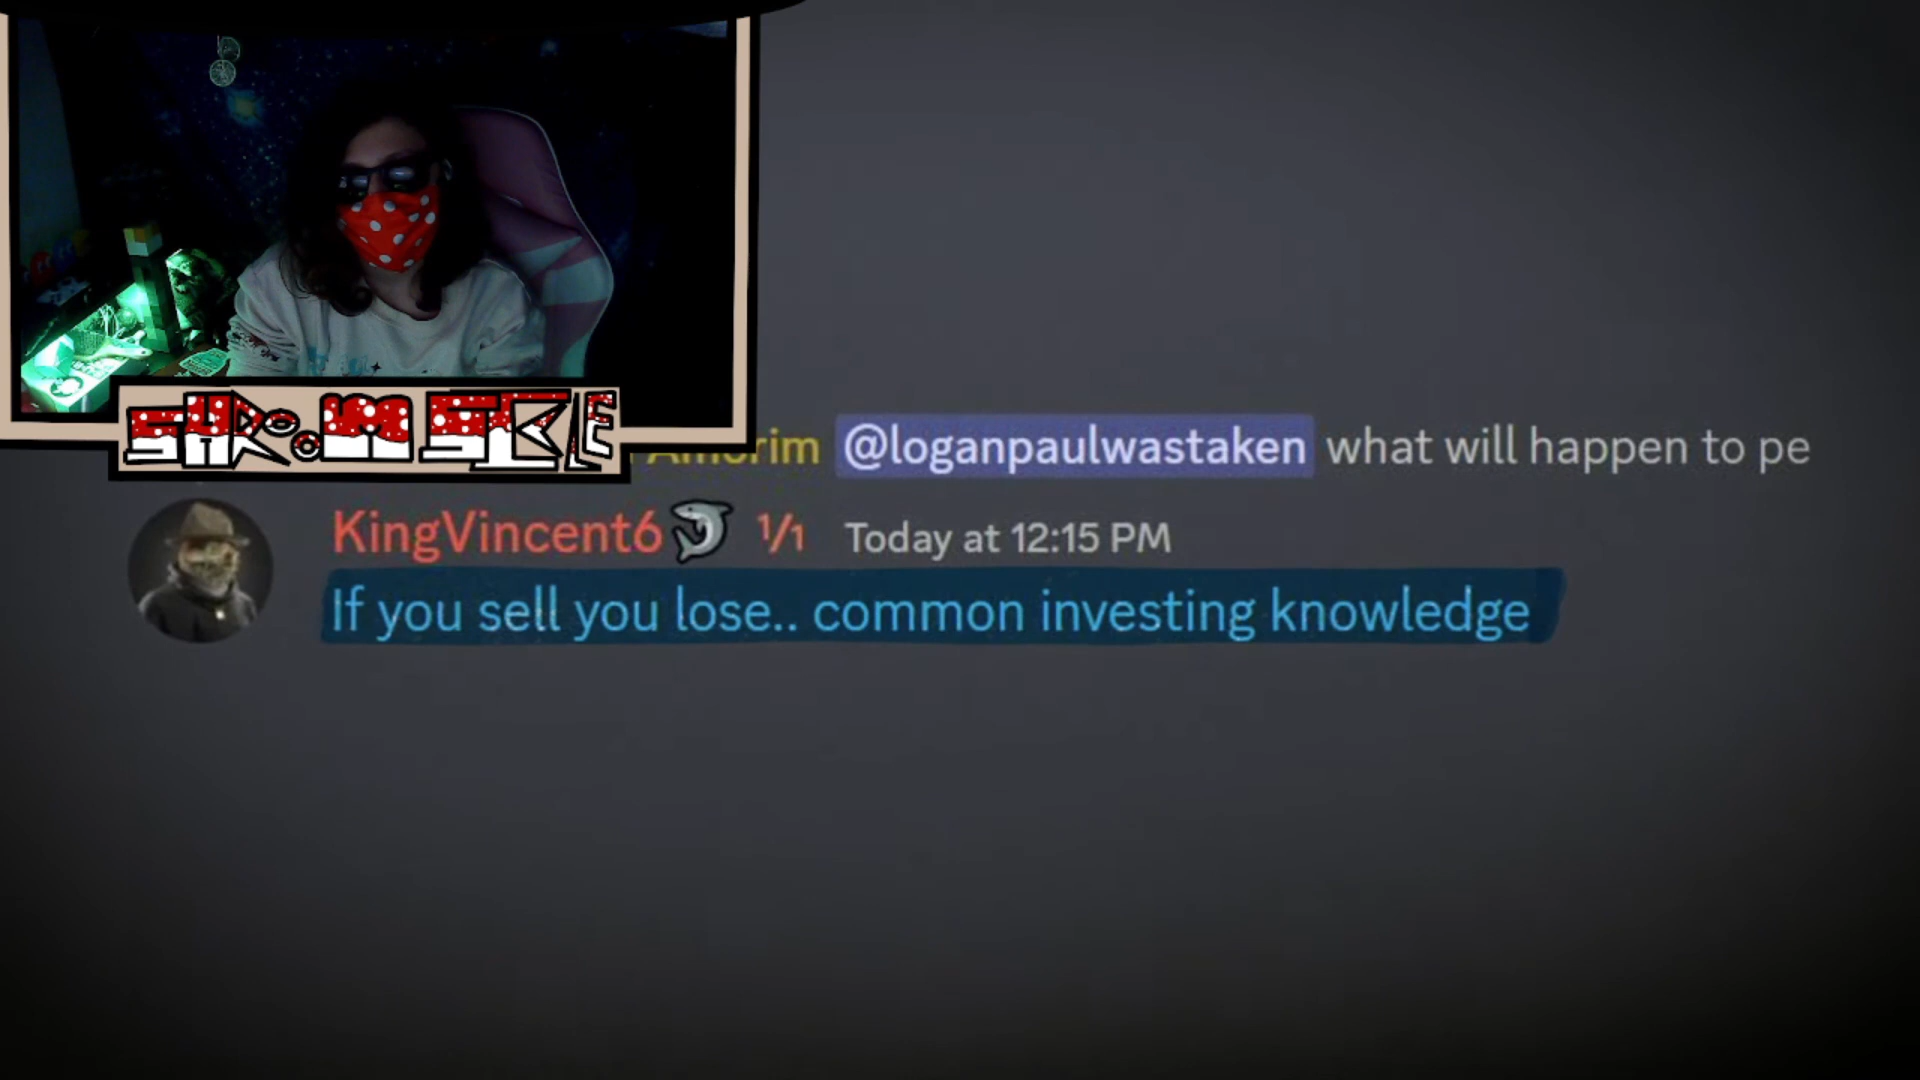 SHROOMSKIE
@loganpaulwastaken what will happen to pe
KingVincent6 1/1 Today at 12:15 PM
If you sell you lose.. common investing knowledge